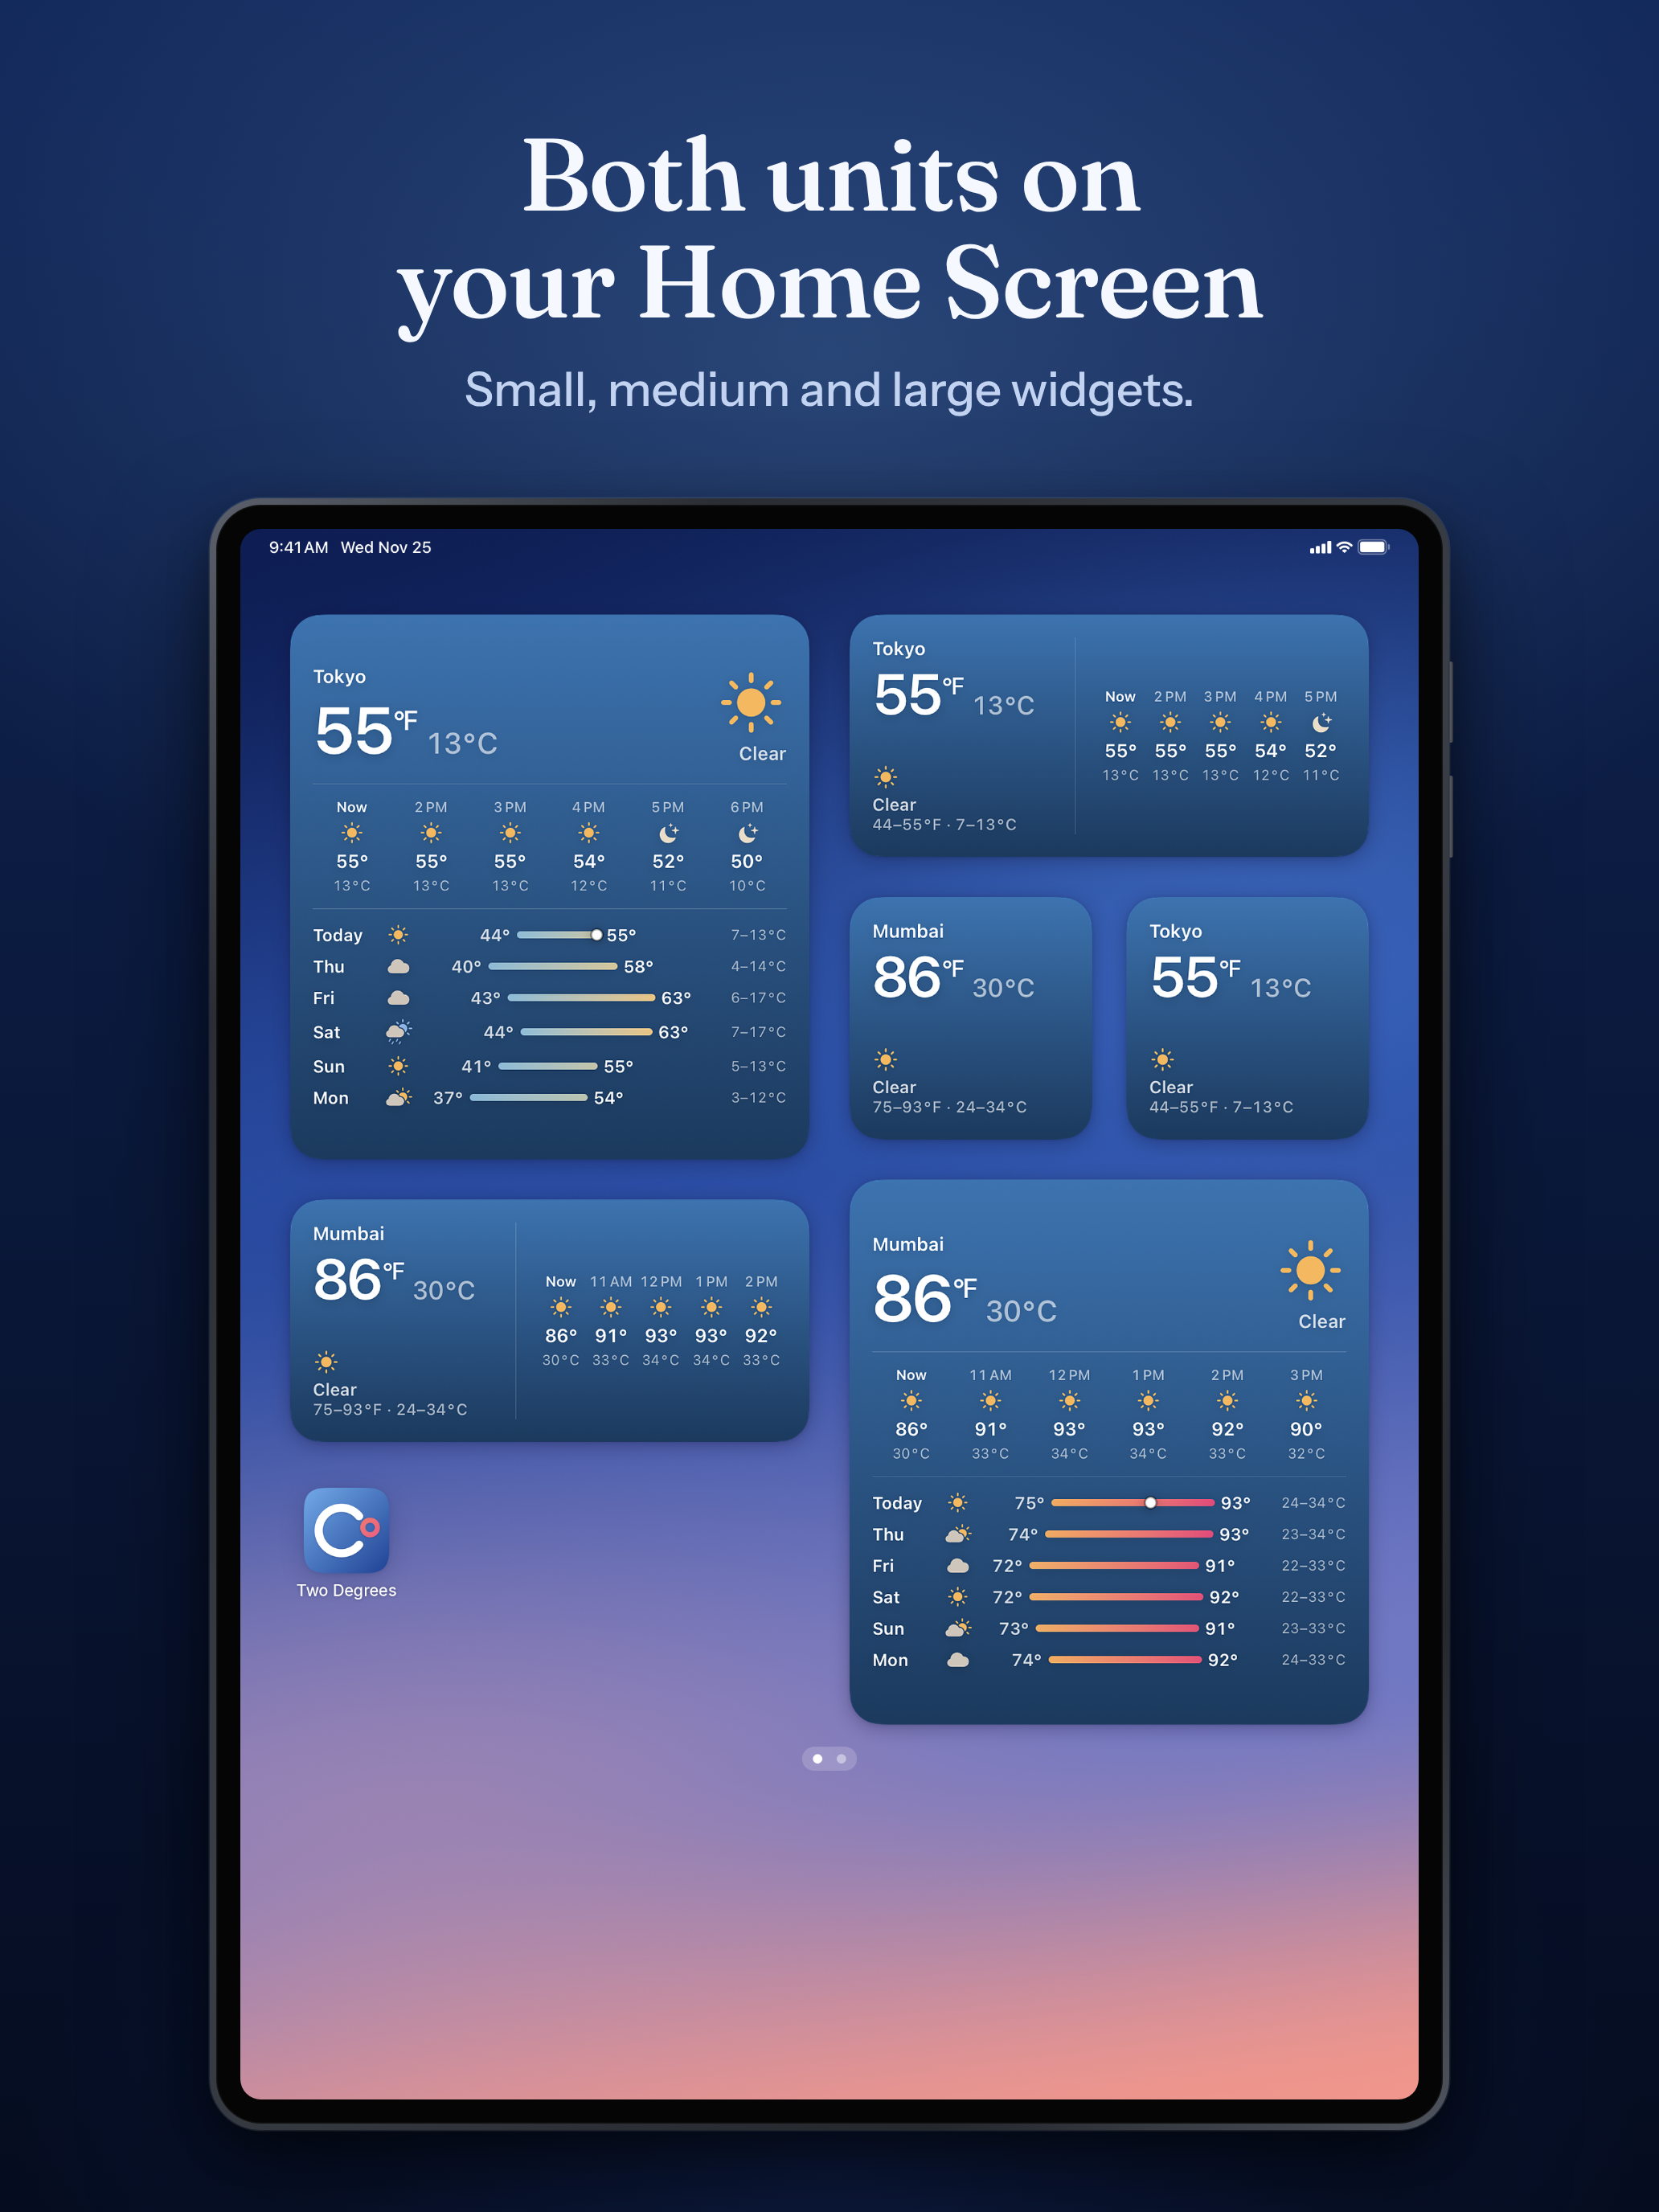 Both units on
your Home Screen
Small, medium and large widgets.
9:41 AM Wed Nov 25
Tokyo
55°F 13°C
Clear
Now 2 PM 3 PM 4 PM 5 PM 6 PM
55° 55° 55° 54° 52° 50°
13°C 13°C 13°C 12°C 11°C 10°C
Today 44° 55° 7–13°C
Thu 40° 58° 4–14°C
Fri 43° 63° 6–17°C
Sat 44° 63° 7–17°C
Sun 41° 55° 5–13°C
Mon 37° 54° 3–12°C
Tokyo
55°F 13°C
Clear
44–55°F · 7–13°C
Now 2 PM 3 PM 4 PM 5 PM
55° 55° 55° 54° 52°
13°C 13°C 13°C 12°C 11°C
Mumbai
86°F 30°C
Clear
75–93°F · 24–34°C
Tokyo
55°F 13°C
Clear
44–55°F · 7–13°C
Mumbai
86°F 30°C
Clear
75–93°F · 24–34°C
Now 11 AM 12 PM 1 PM 2 PM
86° 91° 93° 93° 92°
30°C 33°C 34°C 34°C 33°C
Mumbai
86°F 30°C
Clear
Now 11 AM 12 PM 1 PM 2 PM 3 PM
86° 91° 93° 93° 92° 90°
30°C 33°C 34°C 34°C 33°C 32°C
Today 75° 93° 24–34°C
Thu 74° 93° 23–34°C
Fri 72° 91° 22–33°C
Sat 72° 92° 22–33°C
Sun 73° 91° 23–33°C
Mon 74° 92° 24–33°C
Two Degrees